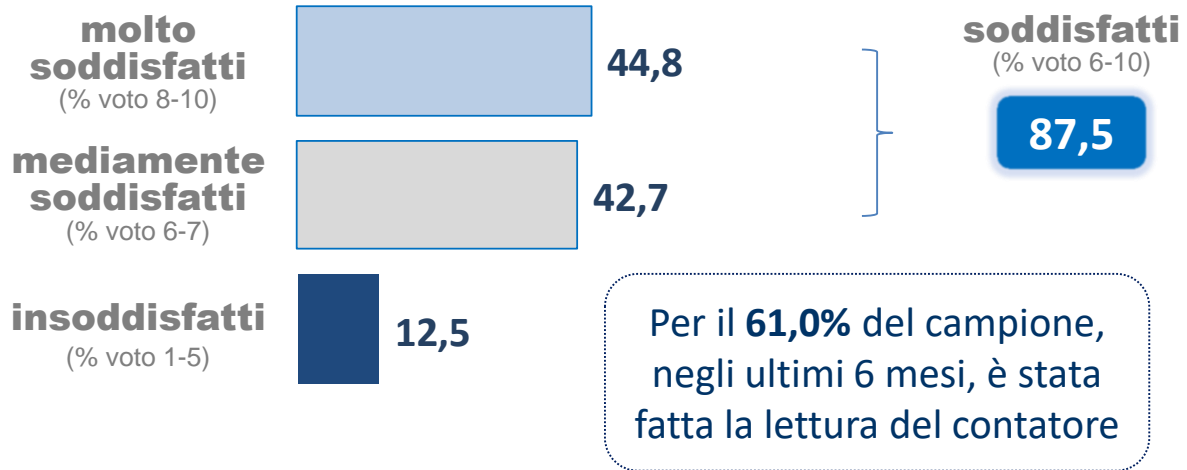 molto
soddisfatti
(% voto 8-10)
44,8
mediamente
soddisfatti
(% voto 6-7)
42,7
insoddisfatti
(% voto 1-5)
12,5
soddisfatti
(% voto 6-10)
87,5
Per il 61,0% del campione,
negli ultimi 6 mesi, è stata
fatta la lettura del contatore